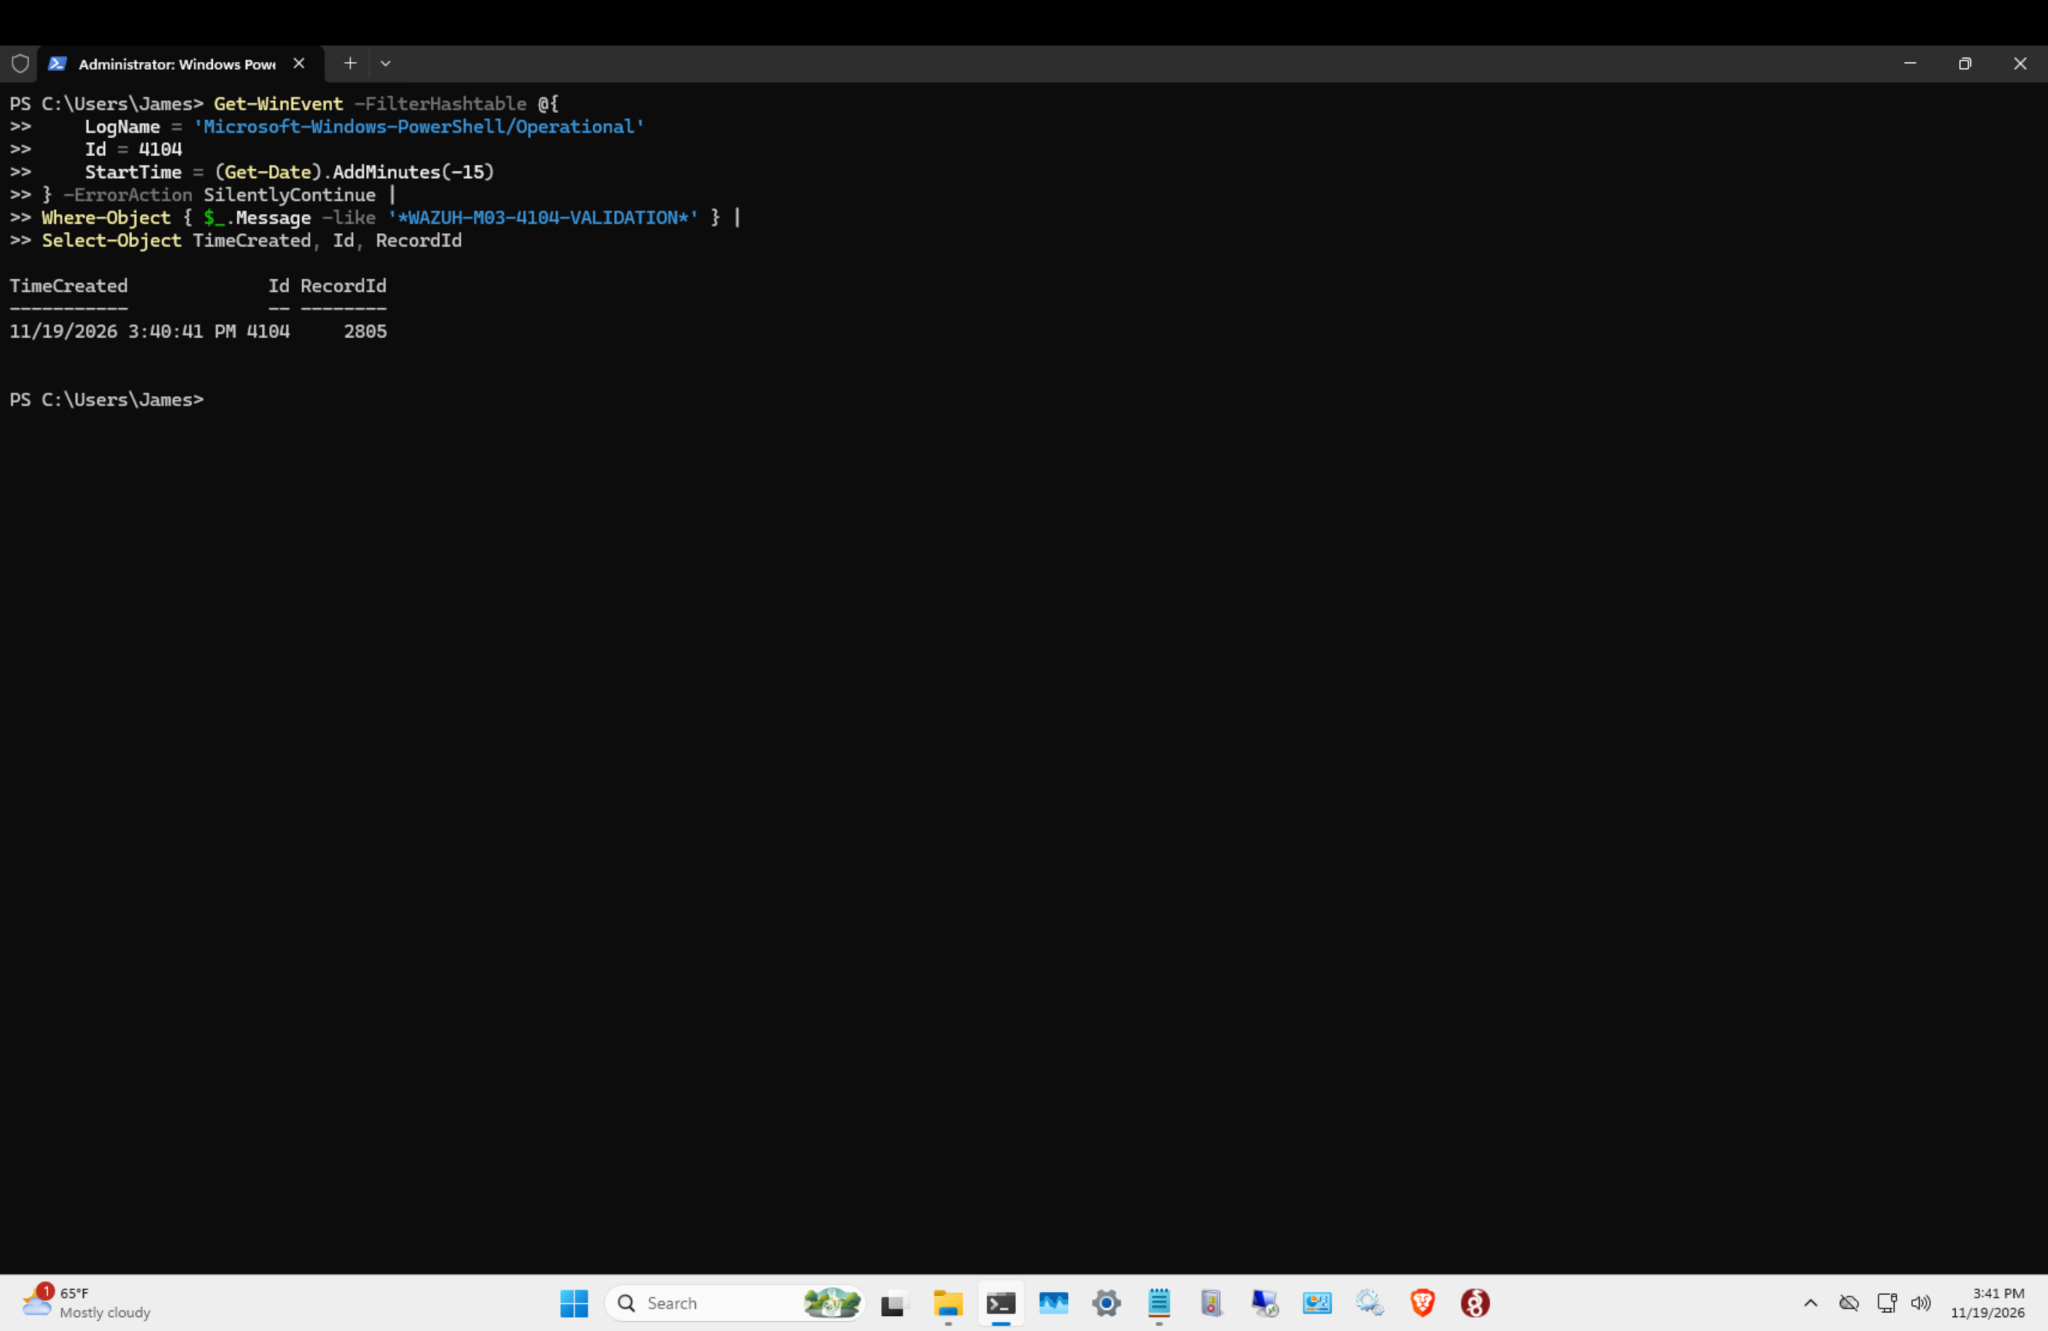 Administrator: Windows Powe
PS C:\Users\James> Get-WinEvent -FilterHashtable @{
>>     LogName = 'Microsoft-Windows-PowerShell/Operational'
>>     Id = 4104
>>     StartTime = (Get-Date).AddMinutes(-15)
>> } -ErrorAction SilentlyContinue |
>> Where-Object { $_.Message -like '*WAZUH-M03-4104-VALIDATION*' } |
>> Select-Object TimeCreated, Id, RecordId
TimeCreated             Id RecordId
-----------             -- --------
11/19/2026 3:40:41 PM 4104     2805
PS C:\Users\James>
1
65°F
Mostly cloudy
Search
3:41 PM
11/19/2026